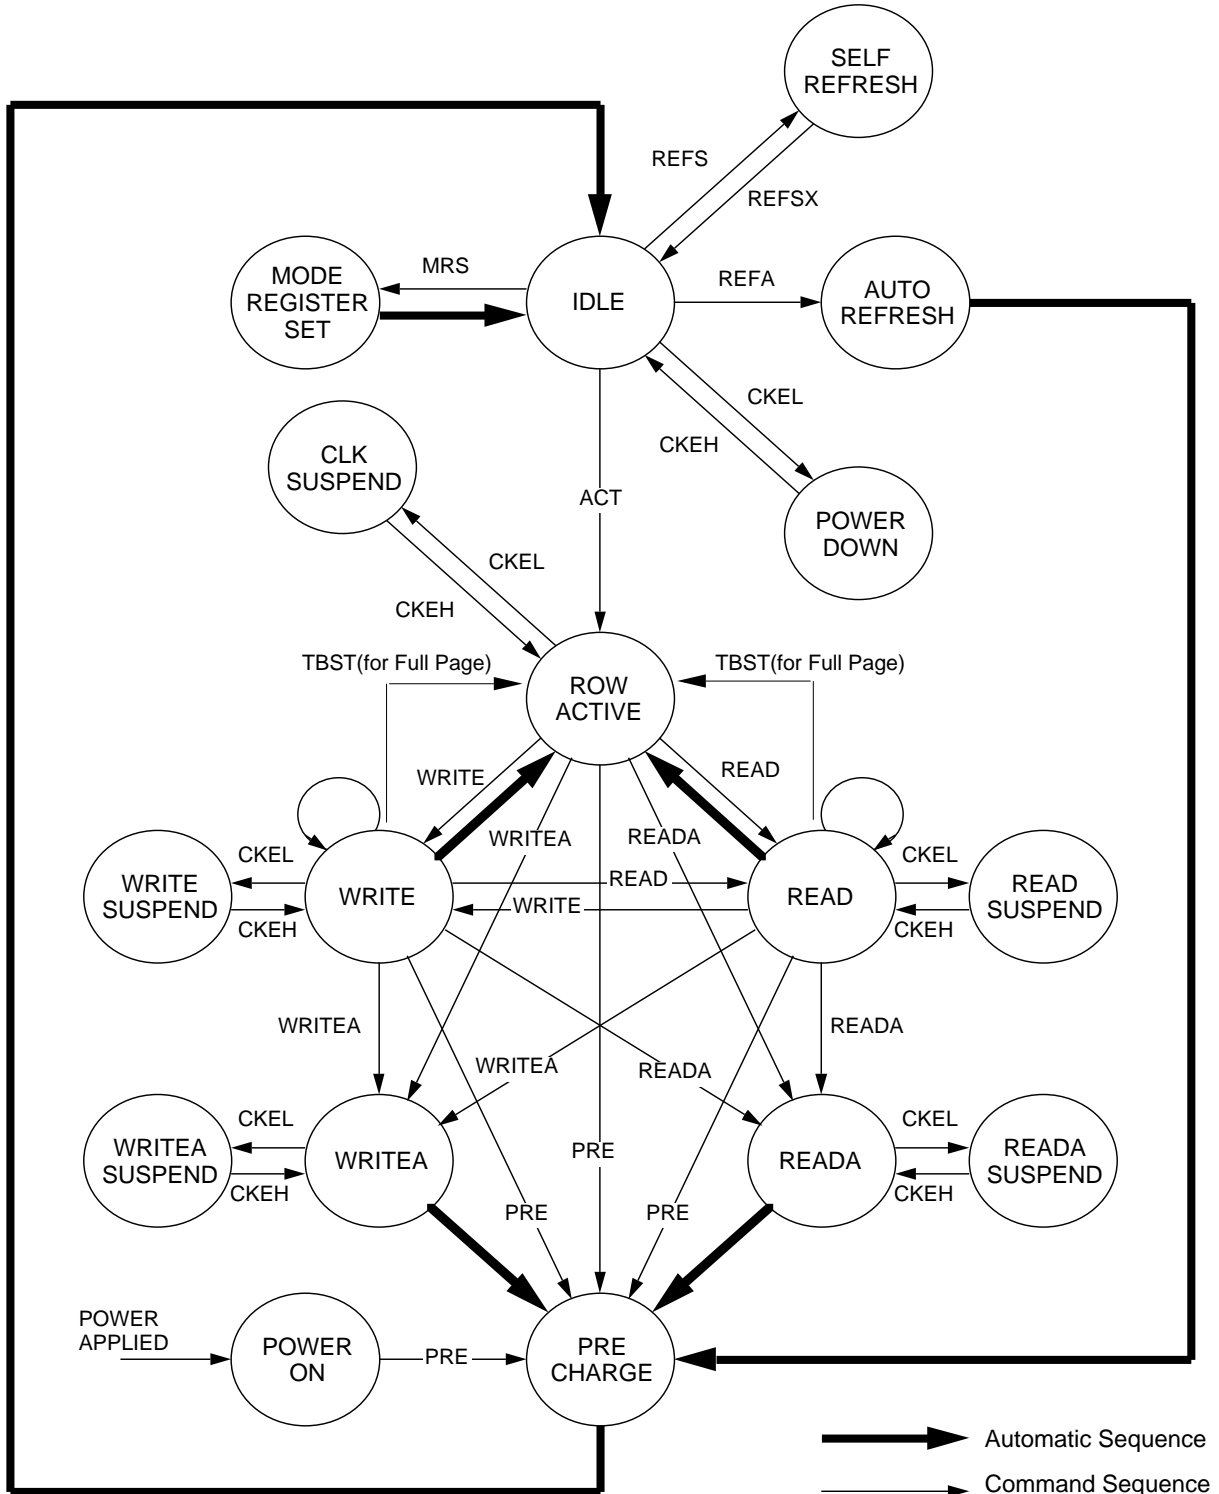 SELF
REFRESH
REFS
REFSX
MODE
REGISTER
SET
MRS
IDLE
REFA
AUTO
REFRESH
CKEL
CKEH
CLK
SUSPEND
ACT
POWER
DOWN
CKEL
CKEH
TBST(for Full Page)
TBST(for Full Page)
ROW
ACTIVE
WRITE
READ
WRITEA
READA
CKEL
CKEL
WRITE
SUSPEND
WRITE
READ
WRITE
READ
READ
SUSPEND
CKEH
CKEH
WRITEA
READA
WRITEA
READA
CKEL
CKEL
WRITEA
SUSPEND
WRITEA
PRE
READA
READA
SUSPEND
CKEH
CKEH
PRE
PRE
POWER
APPLIED
POWER
ON
PRE
PRE
CHARGE
Automatic Sequence
Command Sequence